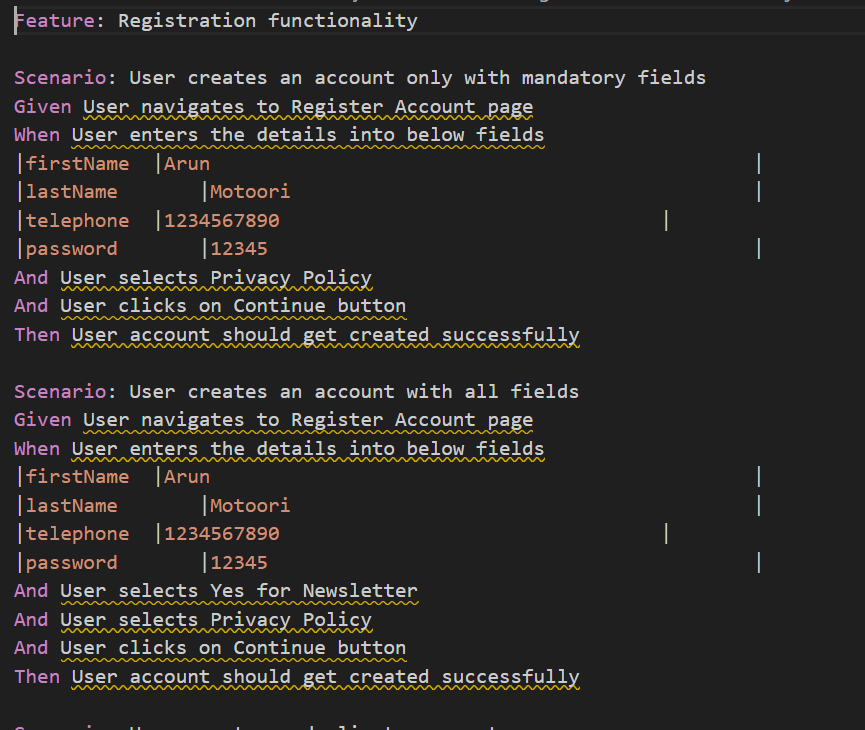 Feature: Registration functionality
Scenario: User creates an account only with mandatory fields
Given User navigates to Register Account page
When User enters the details into below fields
|firstName |Arun |
|lastName |Motoori |
|telephone |1234567890 |
|password |12345 |
And User selects Privacy Policy
And User clicks on Continue button
Then User account should get created successfully
Scenario: User creates an account with all fields
Given User navigates to Register Account page
When User enters the details into below fields
|firstName |Arun |
|lastName |Motoori |
|telephone |1234567890 |
|password |12345 |
And User selects Yes for Newsletter
And User selects Privacy Policy
And User clicks on Continue button
Then User account should get created successfully